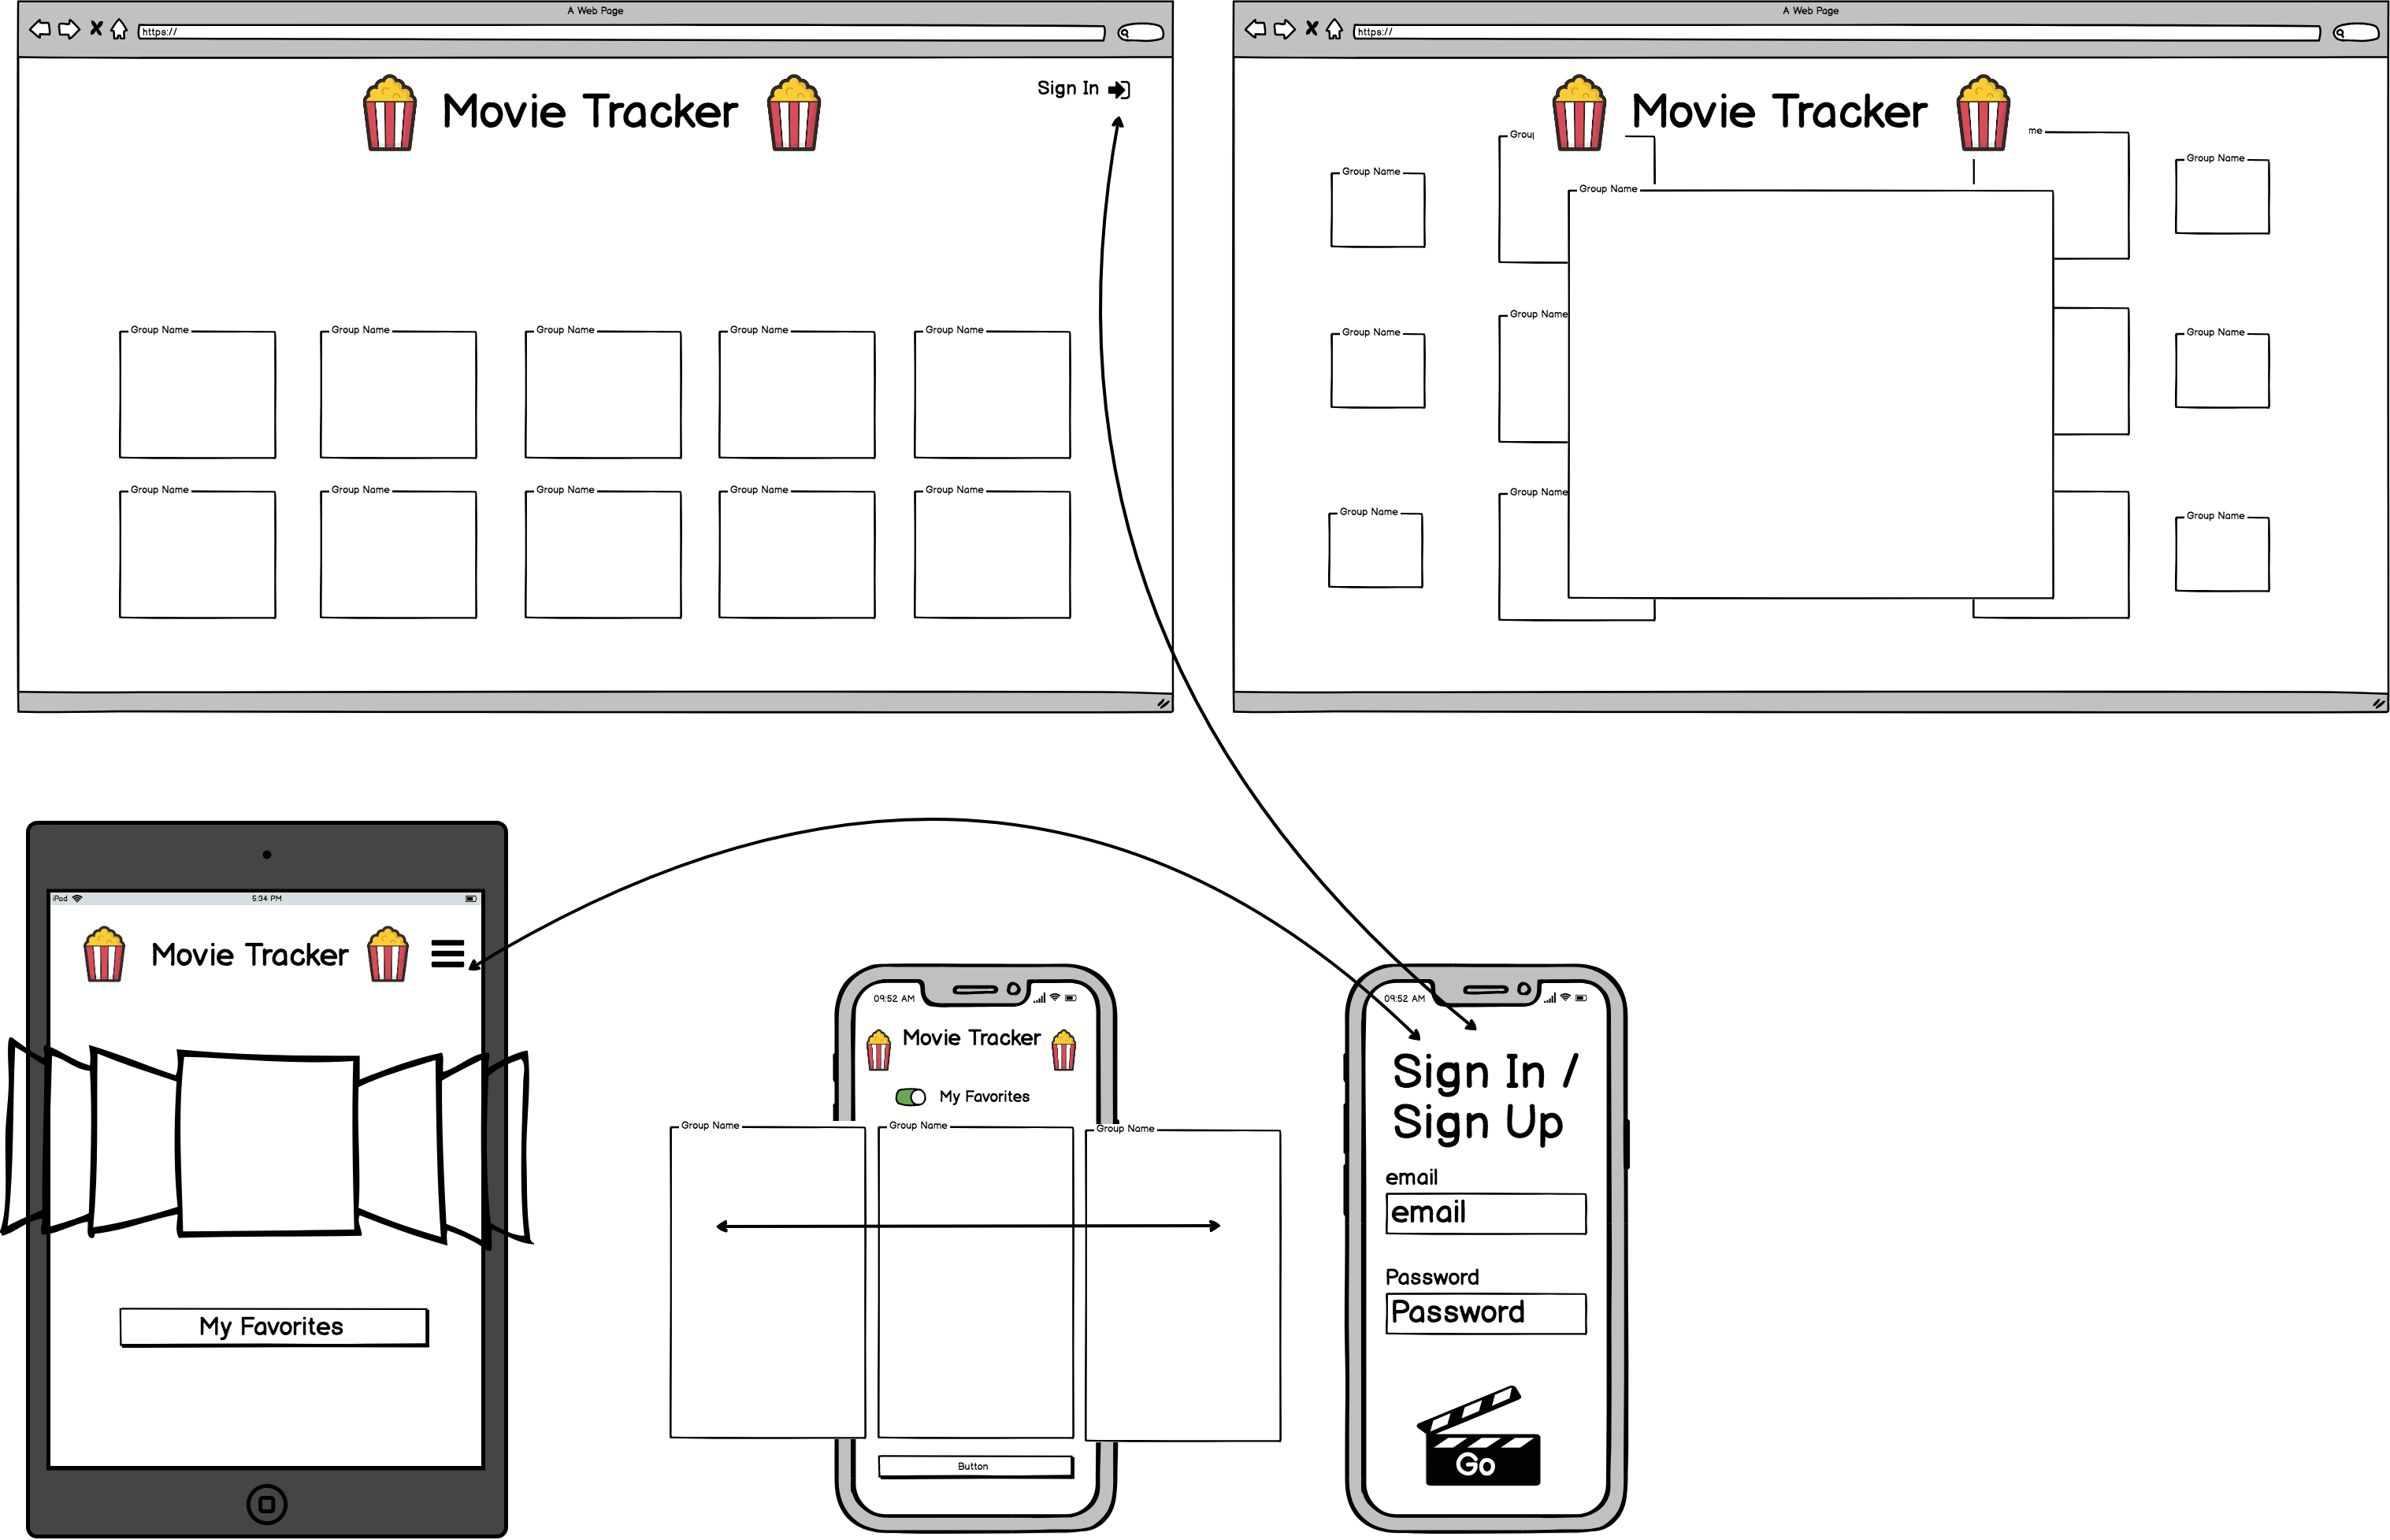 A Web Page
https://
Movie Tracker
Sign In
Group Name Group Name Group Name Group Name Group Name
Group Name Group Name Group Name Group Name Group Name
A Web Page
https://
Movie Tracker
Grou me
Group Name
Group Name
Group Name
Group Name
Group Name
Group Name
Group Name
Group Name
Group Name
Group Name
iPad 5:34 PM
Movie Tracker
My Favorites
09:52 AM
Movie Tracker
My Favorites
Group Name Group Name Group Name
Button
09:52 AM
Sign In /
Sign Up
email
email
Password
Password
Go